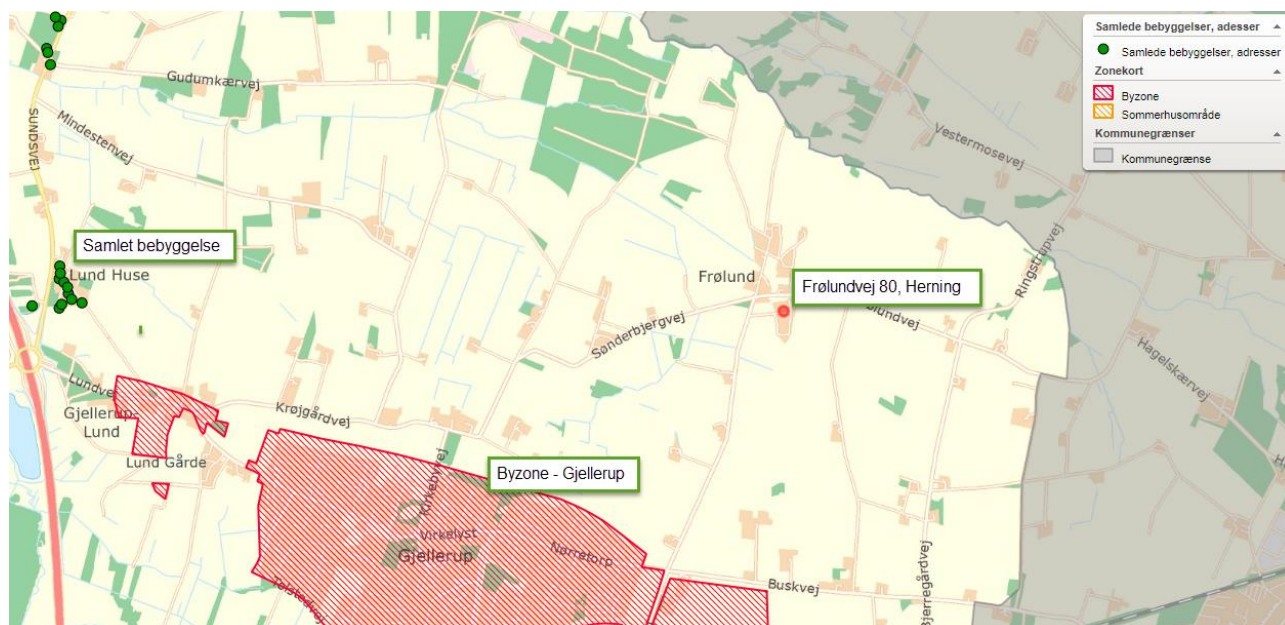 Samlede bebyggelser, adesser
Samlede bebyggelser, adresser
Zonekort
Byzone
Sommerhusområde
Kommunegrænser
Kommunegrænse
Gudumkærvej
SUNDSVEJ
Mindestenvej
Vestermosevej
Samlet bebyggelse
Lund Huse
Frølund
Frølundvej 80, Herning
Ringstrupvej
Sønderbjergvej
Hagelskærvej
Lundvej
Gjellerup-
Lund
Krøjgårdvej
Lund Gårde
Byzone - Gjellerup
Kirkebyvej
Virkelyst
Gjellerup
Nørretorp
Buskvej
Bjerregårdvej